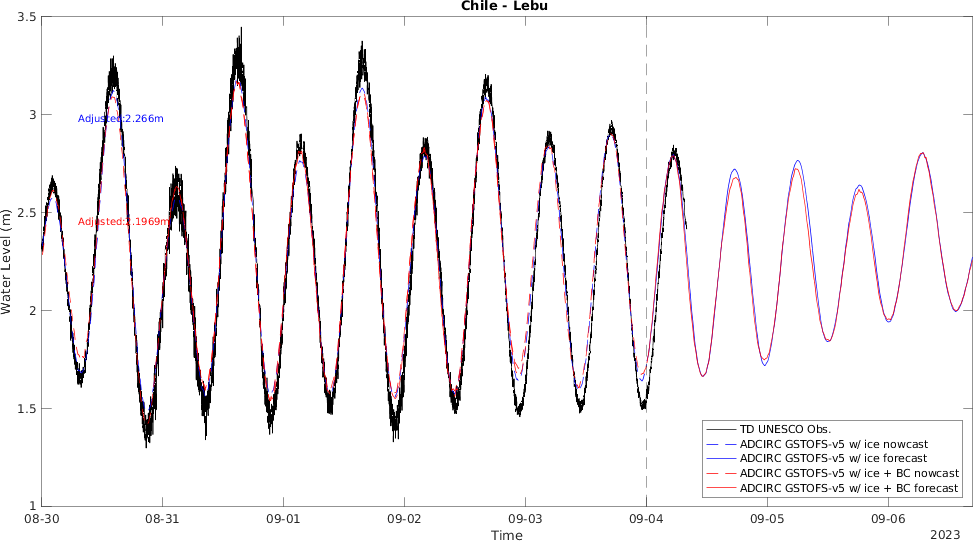 Chile - Lebu
3.5
3
2.5
2
1.5
1
Water Level (m)
Adjusted:2.266m
Adjusted:2.1969m
TD UNESCO Obs.
ADCIRC GSTOFS-v5 w/ ice nowcast
ADCIRC GSTOFS-v5 w/ ice forecast
ADCIRC GSTOFS-v5 w/ ice + BC nowcast
ADCIRC GSTOFS-v5 w/ ice + BC forecast
08-30 08-31 09-01 09-02 09-03 09-04 09-05 09-06
Time
2023